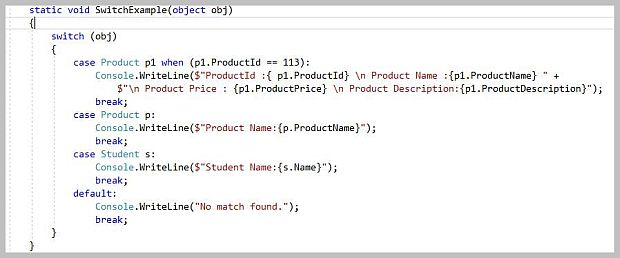 static void SwitchExample(object obj)
{
switch (obj)
{
case Product p1 when (p1.ProductId == 113):
Console.WriteLine($"ProductId :{ p1.ProductId} \n Product Name :{p1.ProductName} " +
$"\n Product Price : {p1.ProductPrice} \n Product Description:{p1.ProductDescription}");
break;
case Product p:
Console.WriteLine($"Product Name:{p.ProductName}");
break;
case Student s:
Console.WriteLine($"Student Name:{s.Name}");
break;
default:
Console.WriteLine("No match found.");
break;
}
}